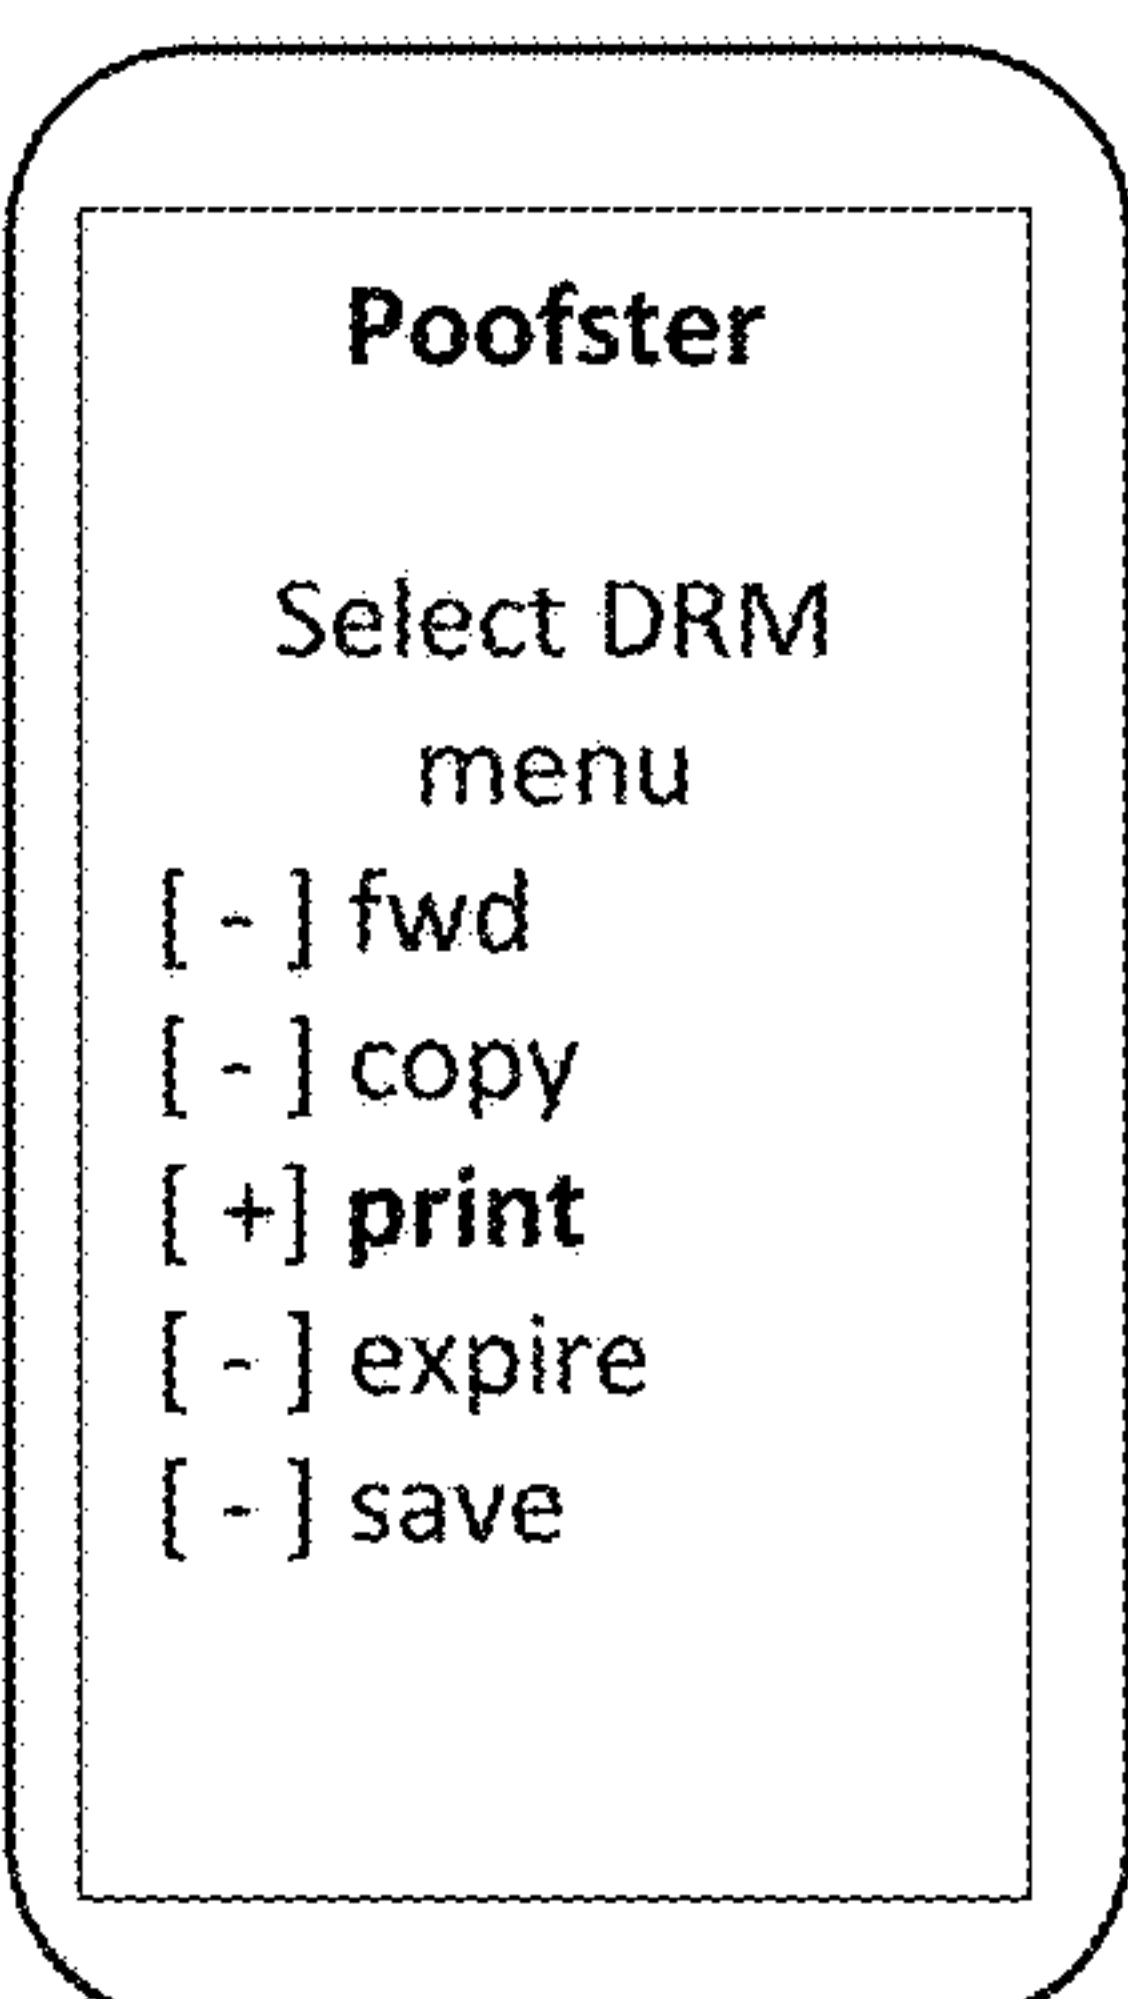 Poofster
Select DRM
menu
[ - ] fwd
[ - ] copy
[ +] print
[ - ] expire
[ - ] save